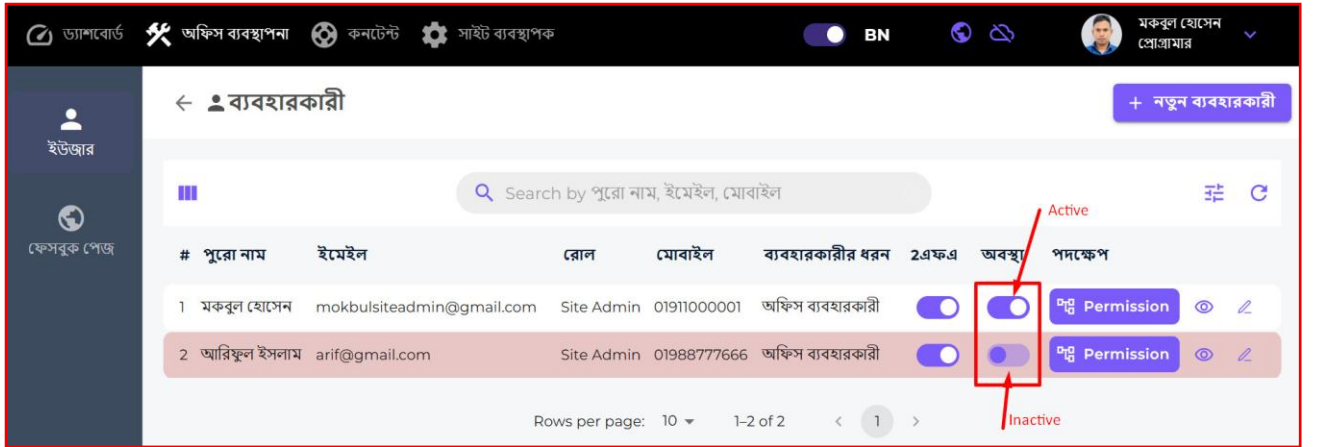 ড্যাশবোর্ড অফিস ব্যবস্থাপনা কনটেন্ট সাইট ব্যবস্থাপক BN মকবুল হোসেন
প্রোগ্রামার
ইউজার
ফেসবুক পেজ
ব্যবহারকারী + নতুন ব্যবহারকারী
Search by পুরো নাম, ইমেইল, মোবাইল
Active
# পুরো নাম ইমেইল রোল মোবাইল ব্যবহারকারীর ধরন 2এফএ অবস্থা পদক্ষেপ
1 মকবুল হোসেন mokbulsiteadmin@gmail.com Site Admin 01911000001 অফিস ব্যবহারকারী Permission
2 আরিফুল ইসলাম arif@gmail.com Site Admin 01988777666 অফিস ব্যবহারকারী Permission
Rows per page: 10 1–2 of 2 < 1 >
Inactive